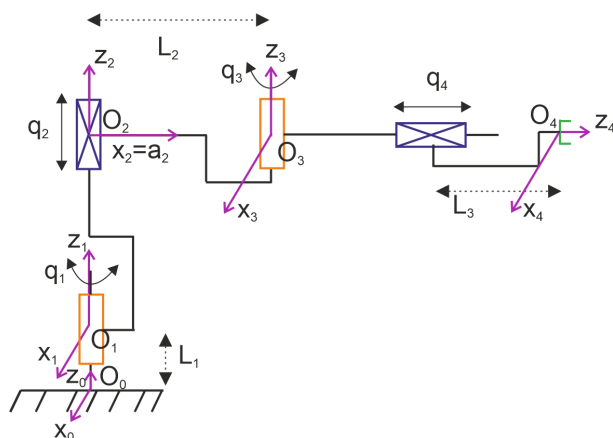 L₂
z₂
z₃
q₃
q₄
q₂
O₂
O₄
z₄
x₂=a₂
O₃
x₃
L₃
x₄
z₁
q₁
O₁
x₁
L₁
z₀ O₀
x₀